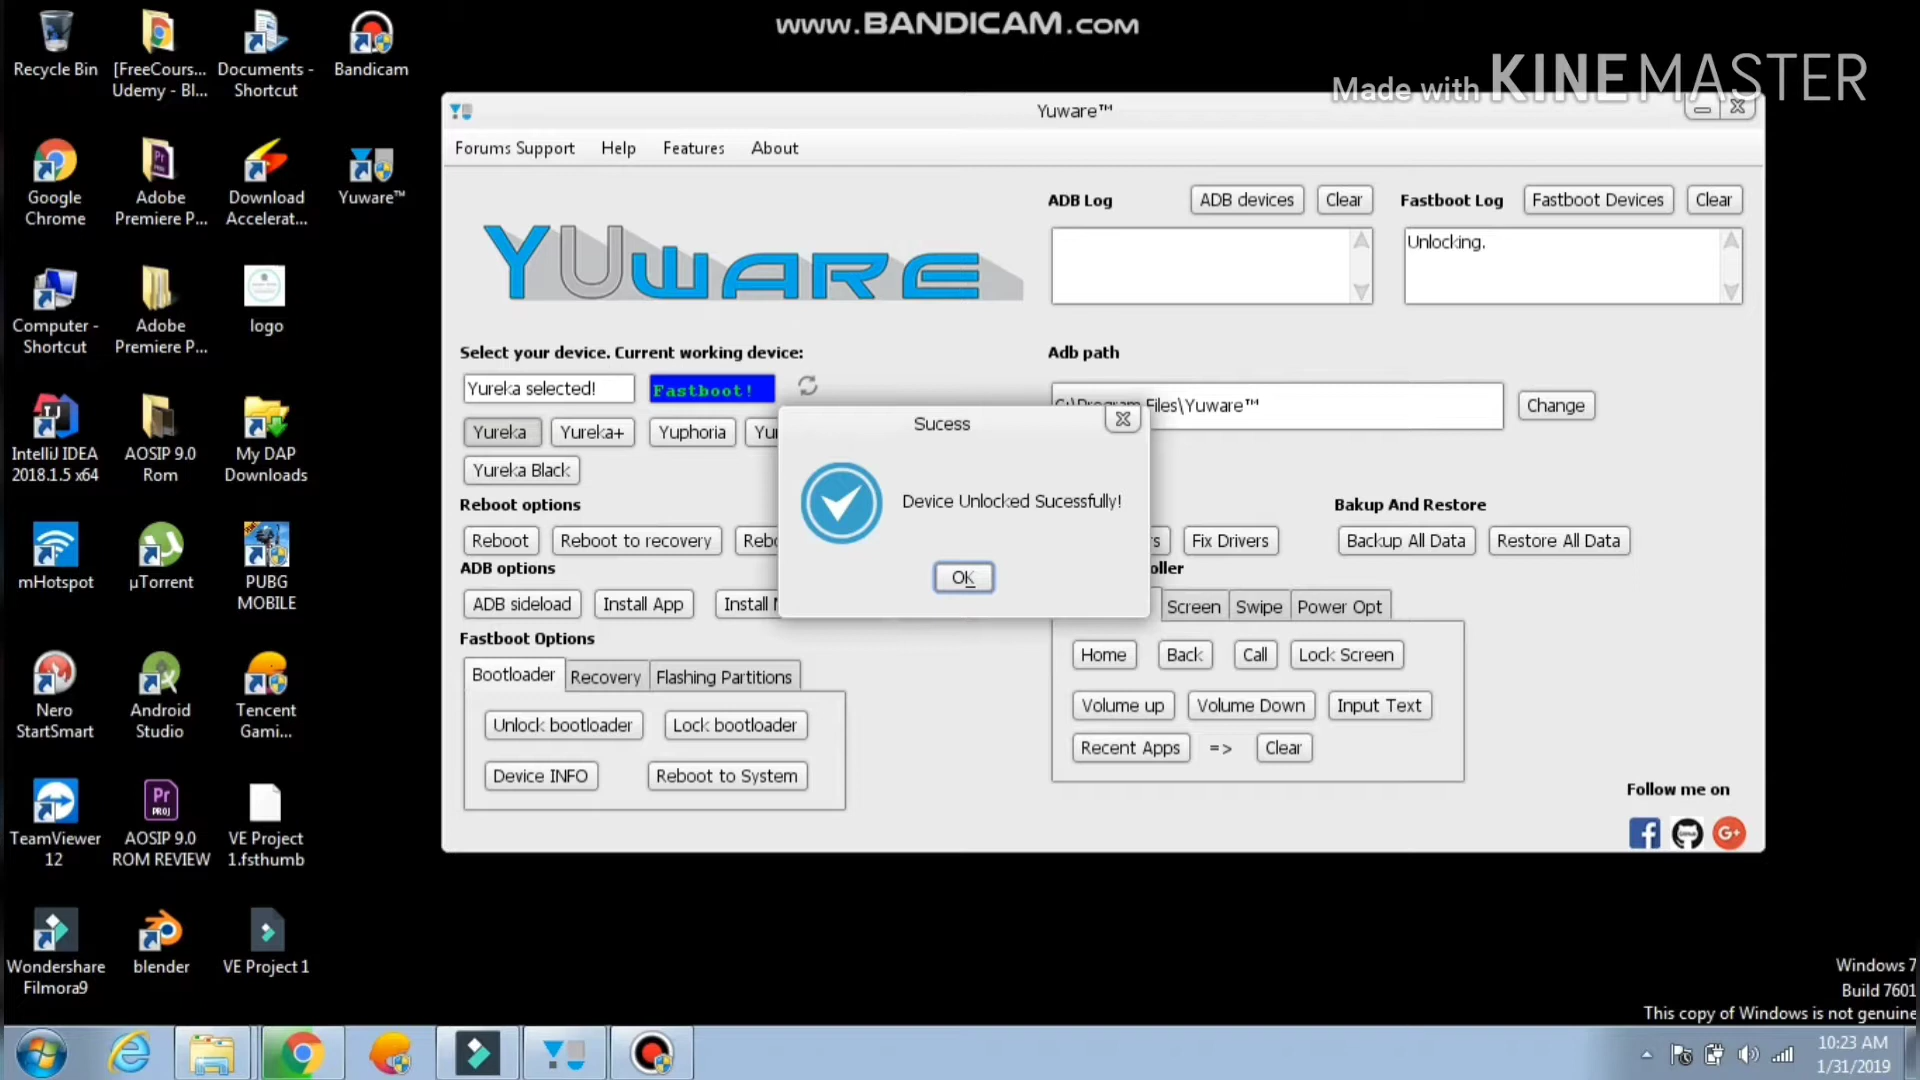 www.BANDICAM.com
Made with KINEMASTER
Recycle Bin
[FreeCours...
Udemy - Bl...
Documents -
Shortcut
Bandicam
Google
Chrome
Adobe
Premiere P...
Download
Accelerat...
Yuware™
Computer -
Shortcut
Adobe
Premiere P...
logo
IntelliJ IDEA
2018.1.5 x64
AOSIP 9.0
Rom
My DAP
Downloads
mHotspot
µTorrent
PUBG
MOBILE
Nero
StartSmart
Android
Studio
Tencent
Gami...
TeamViewer
12
AOSIP 9.0
ROM REVIEW
VE Project
1.fsthumb
Wondershare
Filmora9
blender
VE Project 1
Yuware™
Forums Support Help Features About
YUWARE
ADB Log ADB devices Clear
Fastboot Log Fastboot Devices Clear
Unlocking.
Select your device. Current working device:
Yureka selected! Fastboot!
Yureka Yureka+ Yuphoria Yu
Yureka Black
Adb path
C:\Program Files\Yuware™ Change
Reboot options
Reboot Reboot to recovery Rebo
ADB options
ADB sideload Install App Install
Fastboot Options
Bootloader Recovery Flashing Partitions
Unlock bootloader Lock bootloader
Device INFO Reboot to System
Sucess
Device Unlocked Sucessfully!
OK
rs Fix Drivers
Bakup And Restore
Backup All Data Restore All Data
oller
Screen Swipe Power Opt
Home Back Call Lock Screen
Volume up Volume Down Input Text
Recent Apps => Clear
Follow me on
Windows 7
Build 7601
This copy of Windows is not genuine
10:23 AM
1/31/2019